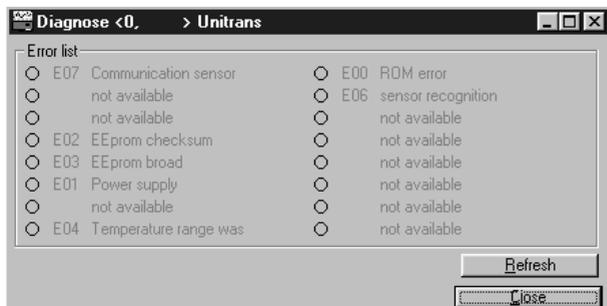 Diagnose <0, > Unitrans
Error list
E07 Communication sensor
not available
not available
E02 EEprom checksum
E03 EEprom broad
E01 Power supply
not available
E04 Temperature range was
E00 ROM error
E06 sensor recognition
not available
not available
not available
not available
not available
not available
Refresh
Close